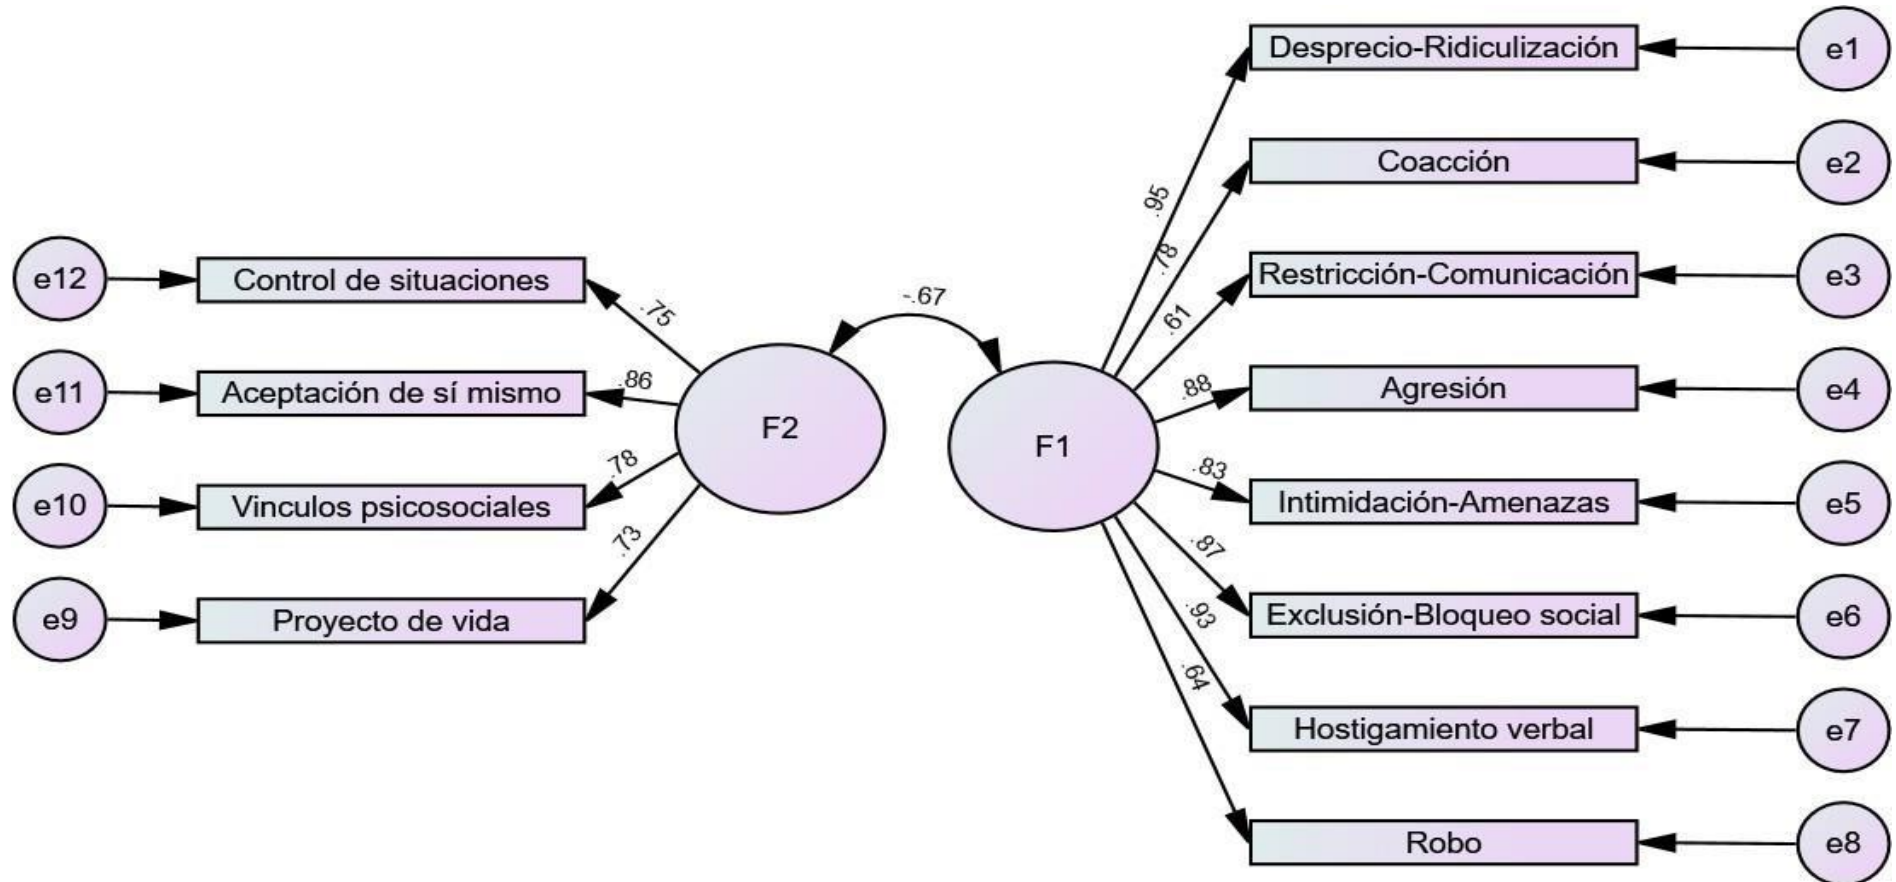 Desprecio-Ridiculización
e1
Coacción
e2
.95
.78
Restricción-Comunicación
e3
e12
Control de situaciones
.75
-.67
.61
Agresión
e4
e11
Aceptación de sí mismo
.86
.88
F2
F1
.83
Intimidación-Amenazas
e5
e10
Vinculos psicosociales
.78
.87
Exclusión-Bloqueo social
e6
e9
Proyecto de vida
.73
.93
.64
Hostigamiento verbal
e7
Robo
e8